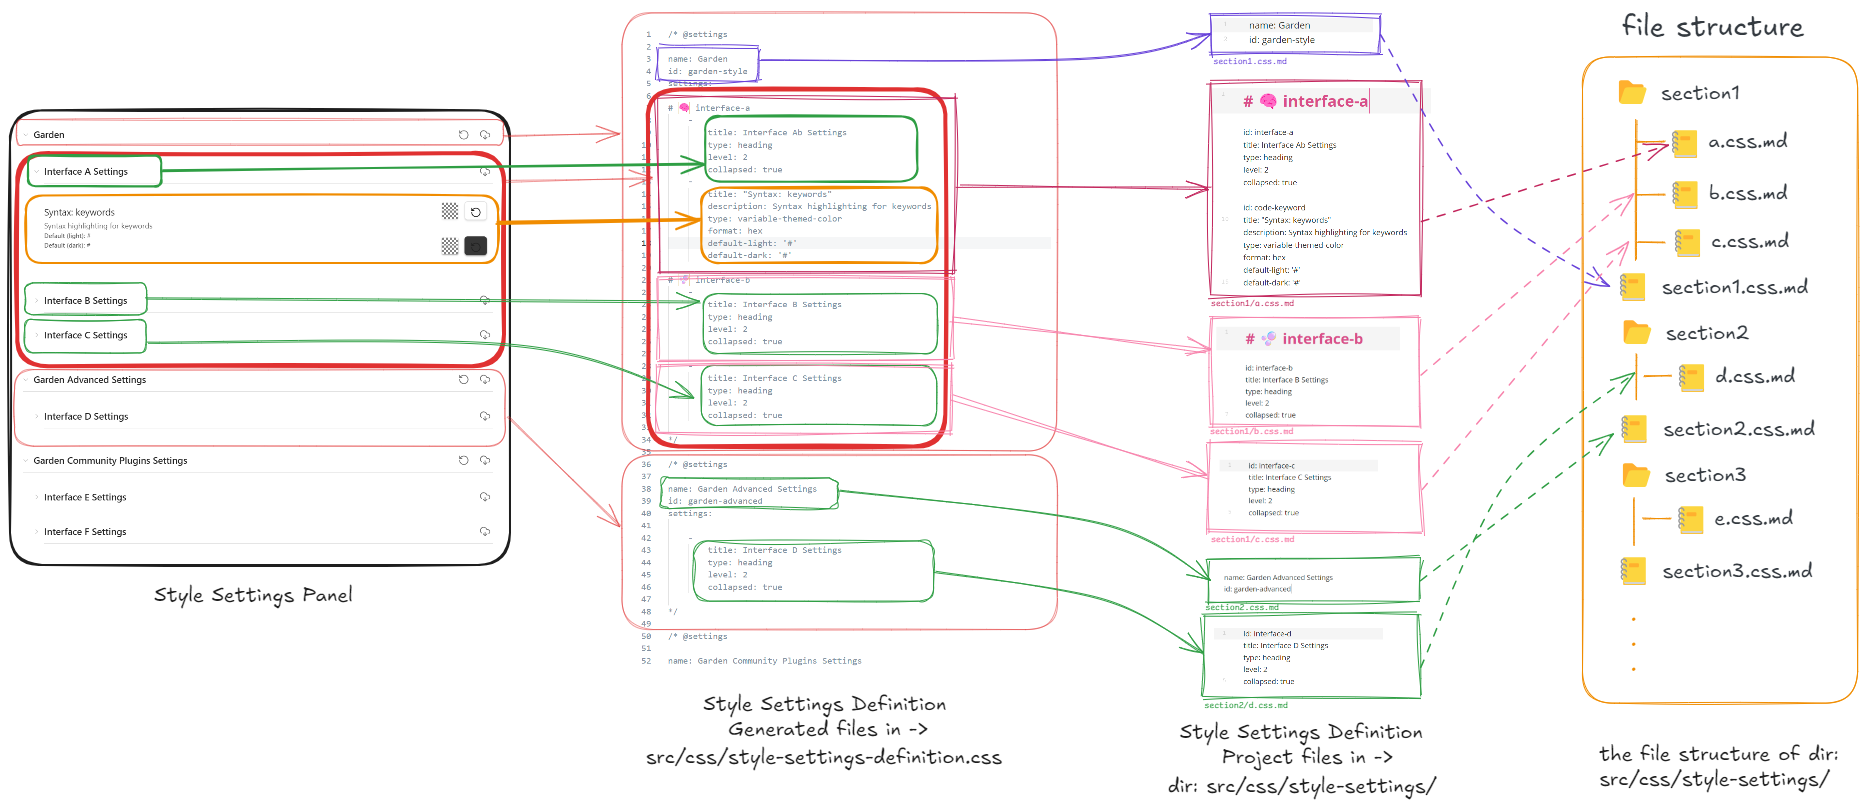 Garden
Interface A Settings
Syntax: keywords
Syntax highlighting for keywords
Default (light): #
Default (dark): #
Interface B Settings
Interface C Settings
Garden Advanced Settings
Interface D Settings
Garden Community Plugins Settings
Interface E Settings
Interface F Settings
Style Settings Panel
1 /* @settings
2
3 name: Garden
4 id: garden-style
5 settings:
6
# 🧠 interface-a
-
title: Interface Ab Settings
type: heading
level: 2
collapsed: true
-
title: "Syntax: keywords"
description: Syntax highlighting for keywords
type: variable-themed-color
format: hex
default-light: '#'
default-dark: '#'
# interface-b
-
title: Interface B Settings
type: heading
level: 2
collapsed: true
-
title: Interface C Settings
type: heading
level: 2
collapsed: true
34 */
35
36 /* @settings
37
38 name: Garden Advanced Settings
39 id: garden-advanced
40 settings:
41
42 -
43 title: Interface D Settings
44 type: heading
45 level: 2
46 collapsed: true
47
48 */
49
50 /* @settings
51
52 name: Garden Community Plugins Settings
Style Settings Definition
Generated files in ->
src/css/style-settings-definition.css
name: Garden
id: garden-style
section1.css.md
# 🧠 interface-a
id: interface-a
title: Interface Ab Settings
type: heading
level: 2
collapsed: true
id: code-keyword
title: "Syntax: keywords"
description: Syntax highlighting for keywords
type: variable-themed-color
format: hex
default-light: '#'
default-dark: '#'
section1/a.css.md
# interface-b
id: interface-b
title: Interface B Settings
type: heading
level: 2
collapsed: true
section1/b.css.md
id: interface-c
title: Interface C Settings
type: heading
level: 2
collapsed: true
section1/c.css.md
name: Garden Advanced Settings
id: garden-advanced
section2.css.md
id: interface-d
title: Interface D Settings
type: heading
level: 2
collapsed: true
section2/d.css.md
Style Settings Definition
Project files in ->
dir: src/css/style-settings/
file structure
section1
a.css.md
b.css.md
c.css.md
section1.css.md
section2
d.css.md
section2.css.md
section3
e.css.md
section3.css.md
the file structure of dir:
src/css/style-settings/